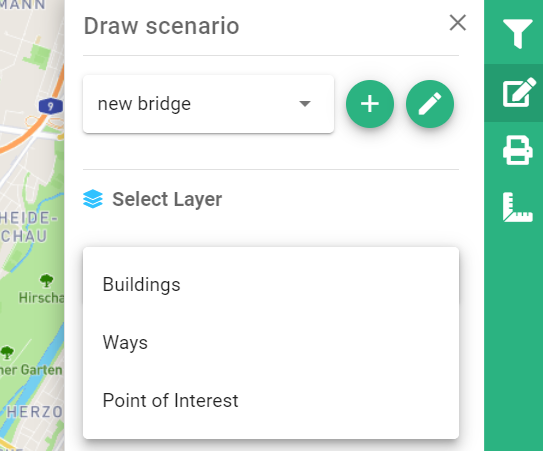 MANN
Draw scenario
9
new bridge
Select Layer
HEIDE-
CHAU
Buildings
Hirscha
Ways
ner Garten
Point of Interest
HERZO